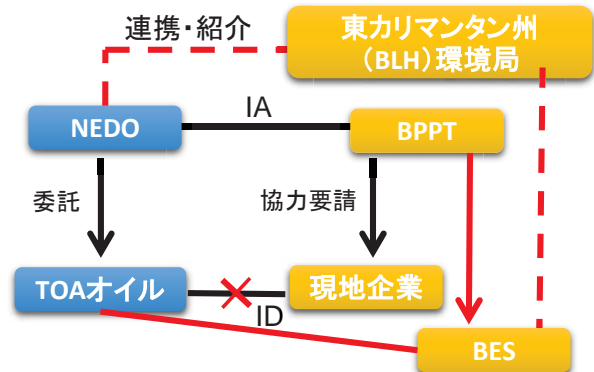 連携・紹介
東カリマンタン州
（BLH）環境局
NEDO
IA
BPPT
委託
協力要請
TOAオイル
ID
現地企業
BES